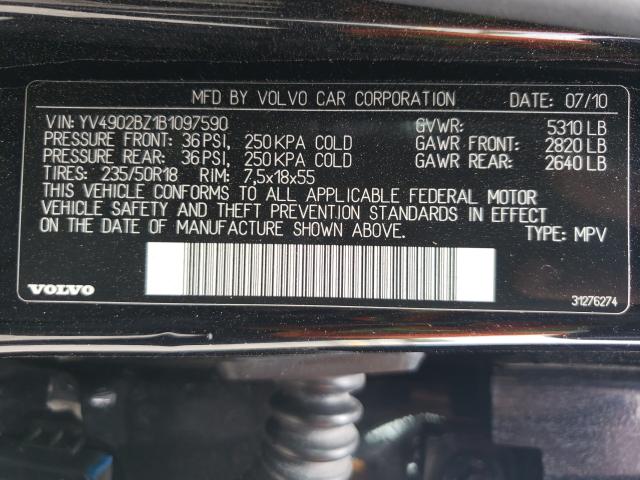 MFD BY VOLVO CAR CORPORATION DATE: 07/10
VIN: YV4902BZ1B1097590 GVWR: 5310 LB
PRESSURE FRONT: 36PSI, 250KPA COLD GAWR FRONT: 2820 LB
PRESSURE REAR: 36PSI, 250KPA COLD GAWR REAR: 2640 LB
TIRES: 235/50R18 RIM: 7,5x18x55
THIS VEHICLE CONFORMS TO ALL APPLICABLE FEDERAL MOTOR
VEHICLE SAFETY AND THEFT PREVENTION STANDARDS IN EFFECT
ON THE DATE OF MANUFACTURE SHOWN ABOVE. TYPE: MPV
VOLVO 31276274